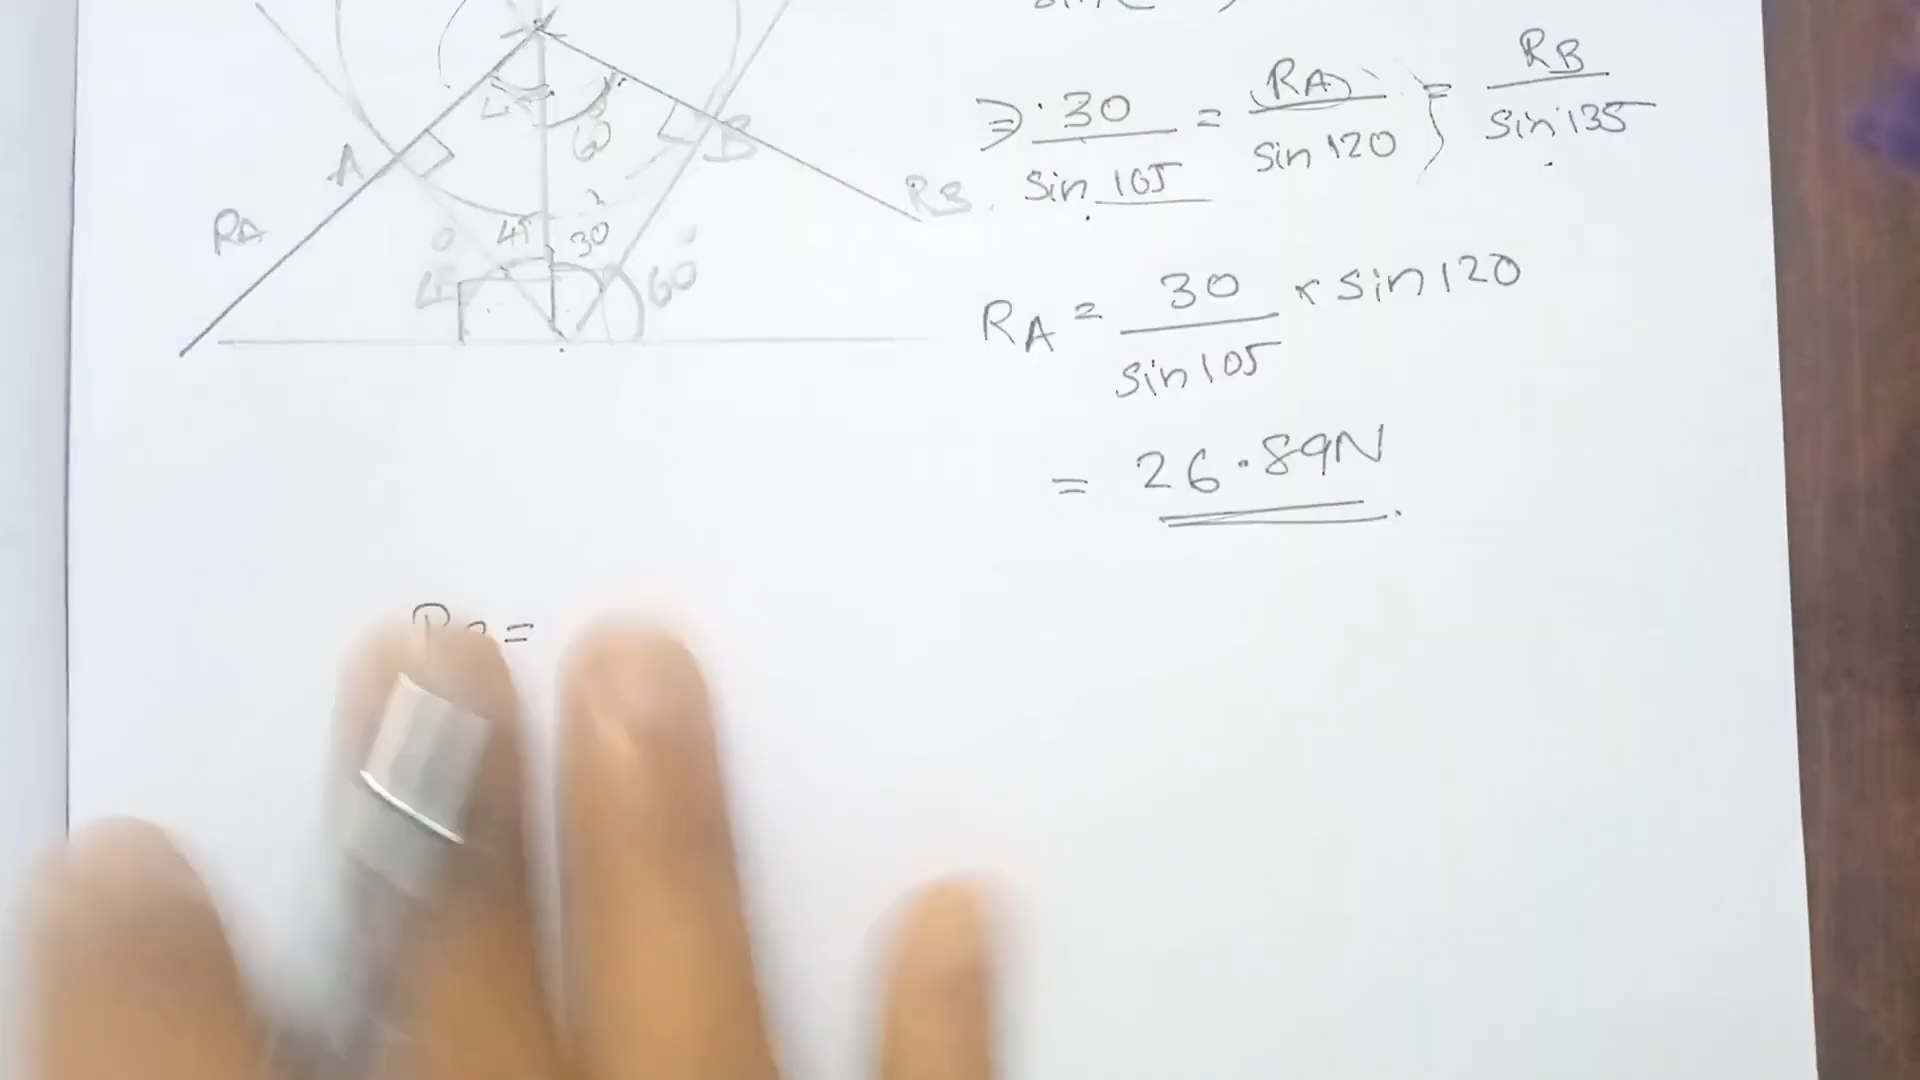 ⇒ 30/sin 105 = RA/sin 120 = RB/sin 135
RA = 30/sin 105 × sin 120
= 26.89N
A
B
RA
RB
60
45
30
45
60
=